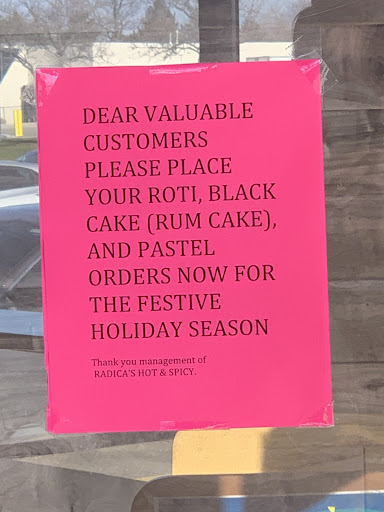 DEAR VALUABLE
CUSTOMERS
PLEASE PLACE
YOUR ROTI, BLACK
CAKE (RUM CAKE),
AND PASTEL
ORDERS NOW FOR
THE FESTIVE
HOLIDAY SEASON
Thank you management of
RADICA'S HOT & SPICY.